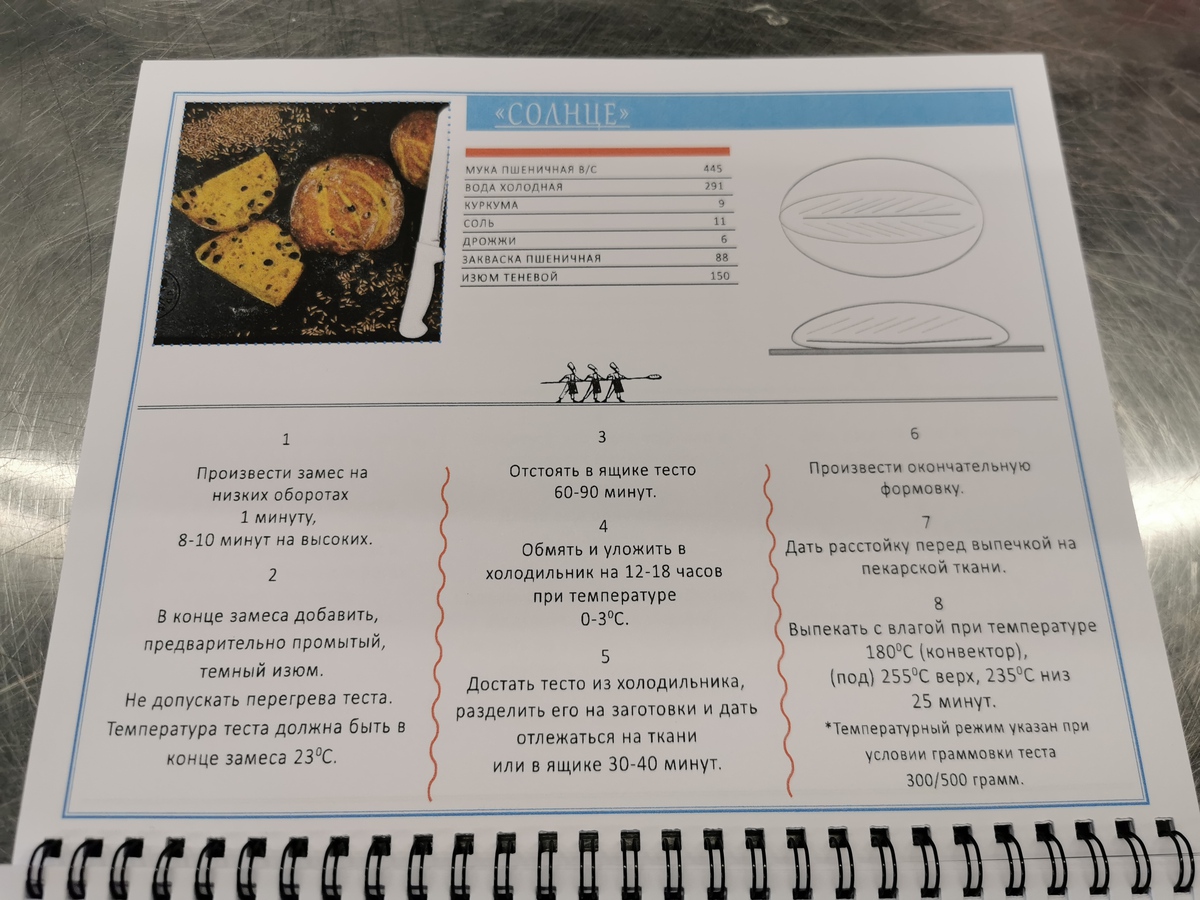 «СОЛНЦЕ»
МУКА ПШЕНИЧНАЯ В/С 445
ВОДА ХОЛОДНАЯ 291
КУРКУМА 9
СОЛЬ 11
ДРОЖЖИ 6
ЗАКВАСКА ПШЕНИЧНАЯ 88
ИЗЮМ ТЕНЕВОЙ 150
1
Произвести замес на
низких оборотах
1 минуту,
8-10 минут на высоких.
2
В конце замеса добавить,
предварительно промытый,
темный изюм.
Не допускать перегрева теста.
Температура теста должна быть в
конце замеса 23⁰С.
3
Отстоять в ящике тесто
60-90 минут.
4
Обмять и уложить в
холодильник на 12-18 часов
при температуре
0-3⁰С.
5
Достать тесто из холодильника,
разделить его на заготовки и дать
отлежаться на ткани
или в ящике 30-40 минут.
6
Произвести окончательную
формовку.
7
Дать расстойку перед выпечкой на
пекарской ткани.
8
Выпекать с влагой при температуре
180⁰С (конвектор),
(под) 255⁰С верх, 235⁰С низ
25 минут.
*Температурный режим указан при
условии граммовки теста
300/500 грамм.